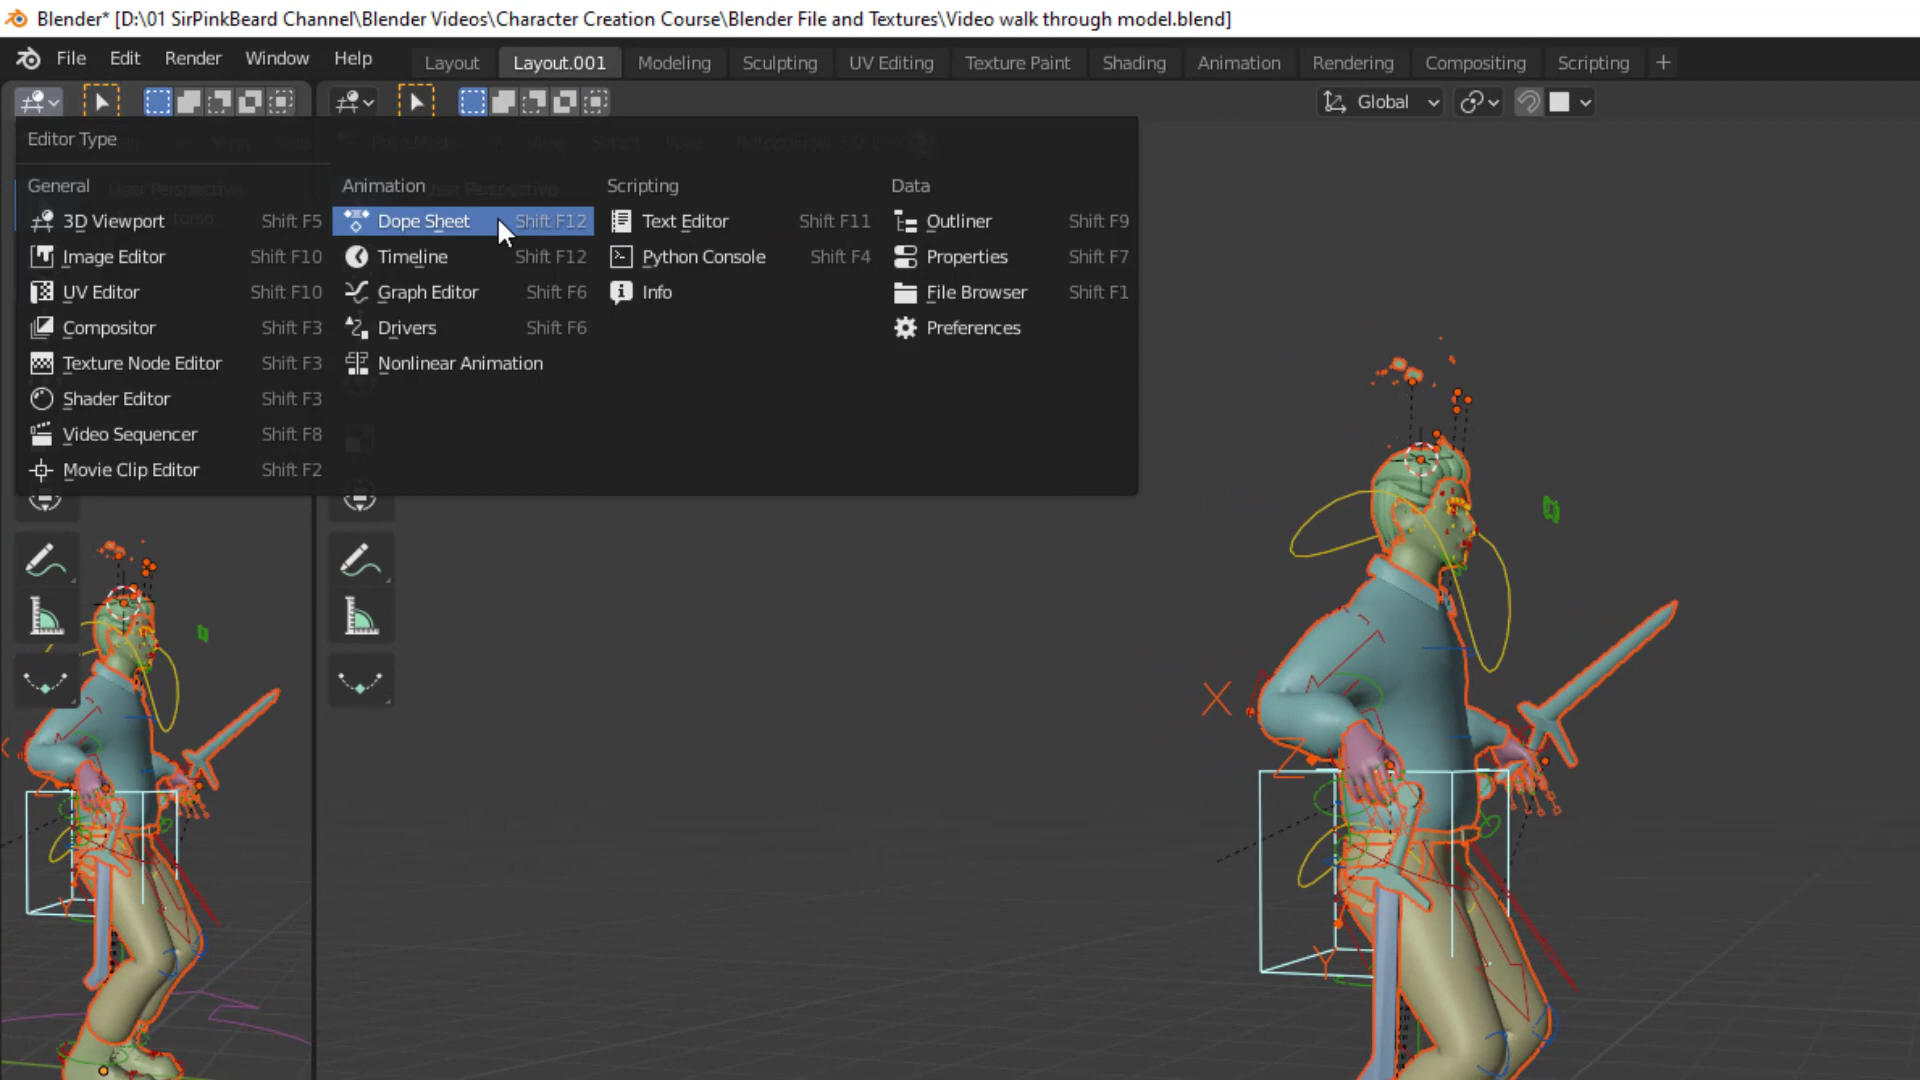 Blender* [D:\01 SirPinkBeard Channel\Blender Videos\Character Creation Course\Blender File and Textures\Video walk through model.blend]
File Edit Render Window Help Layout Layout.001 Modeling Sculpting UV Editing Texture Paint Shading Animation Rendering Compositing Scripting +
Global
Editor Type
General Animation Scripting Data
3D Viewport Shift F5 Dope Sheet Shift F12 Text Editor Shift F11 Outliner Shift F9
Image Editor Shift F10 Timeline Shift F12 Python Console Shift F4 Properties Shift F7
UV Editor Shift F10 Graph Editor Shift F6 Info File Browser Shift F1
Compositor Shift F3 Drivers Shift F6 Preferences
Texture Node Editor Shift F3 Nonlinear Animation
Shader Editor Shift F3
Video Sequencer Shift F8
Movie Clip Editor Shift F2
X
Z
Y